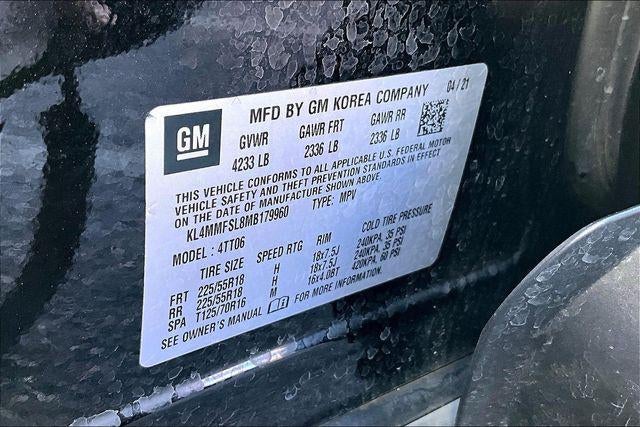 GM
MFD BY GM KOREA COMPANY 04/21
GVWR GAWR FRT GAWR RR
4233 LB 2336 LB 2336 LB
THIS VEHICLE CONFORMS TO ALL APPLICABLE U.S. FEDERAL MOTOR
VEHICLE SAFETY AND THEFT PREVENTION STANDARDS IN EFFECT
ON THE DATE OF MANUFACTURE SHOWN ABOVE.
KL4MMFSL8MB179960 TYPE: MPV
MODEL: 4TT06
TIRE SIZE SPEED RTG RIM COLD TIRE PRESSURE
FRT 225/55R18 H 18x7.5J 240KPA, 35 PSI
RR 225/55R18 H 18x7.5J 240KPA, 35 PSI
SPA T125/70R16 M 16x4.0BT 420KPA, 60 PSI
SEE OWNER'S MANUAL FOR MORE INFORMATION.